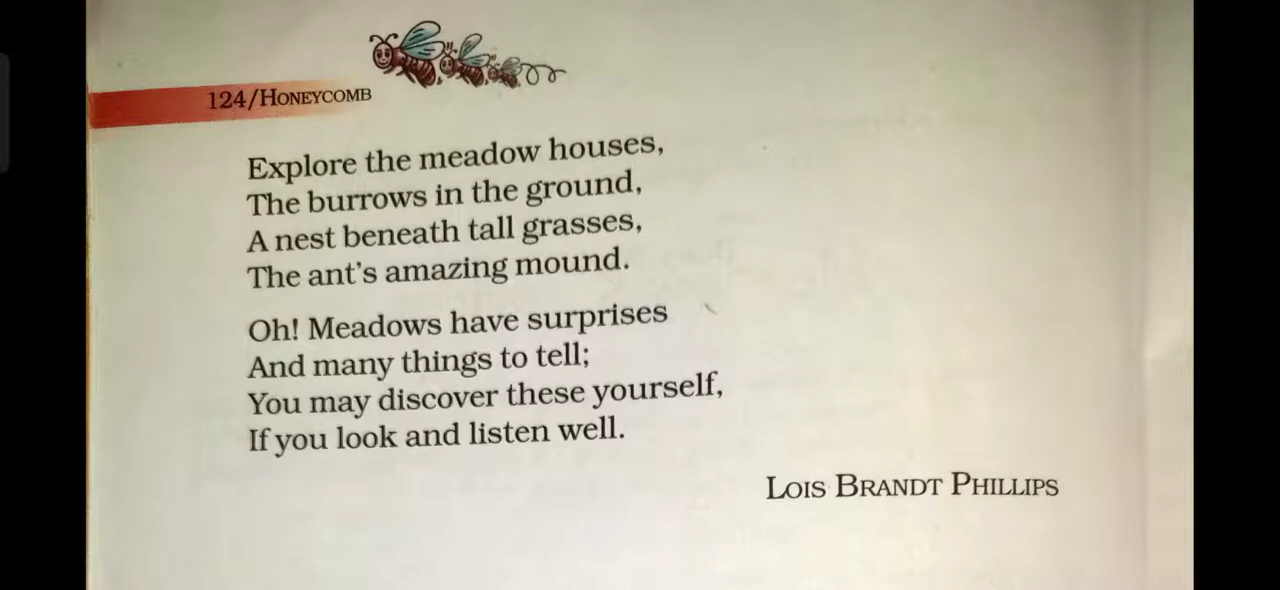 124/HONEYCOMB
Explore the meadow houses,
The burrows in the ground,
A nest beneath tall grasses,
The ant's amazing mound.
Oh! Meadows have surprises
And many things to tell;
You may discover these yourself,
If you look and listen well.
LOIS BRANDT PHILLIPS